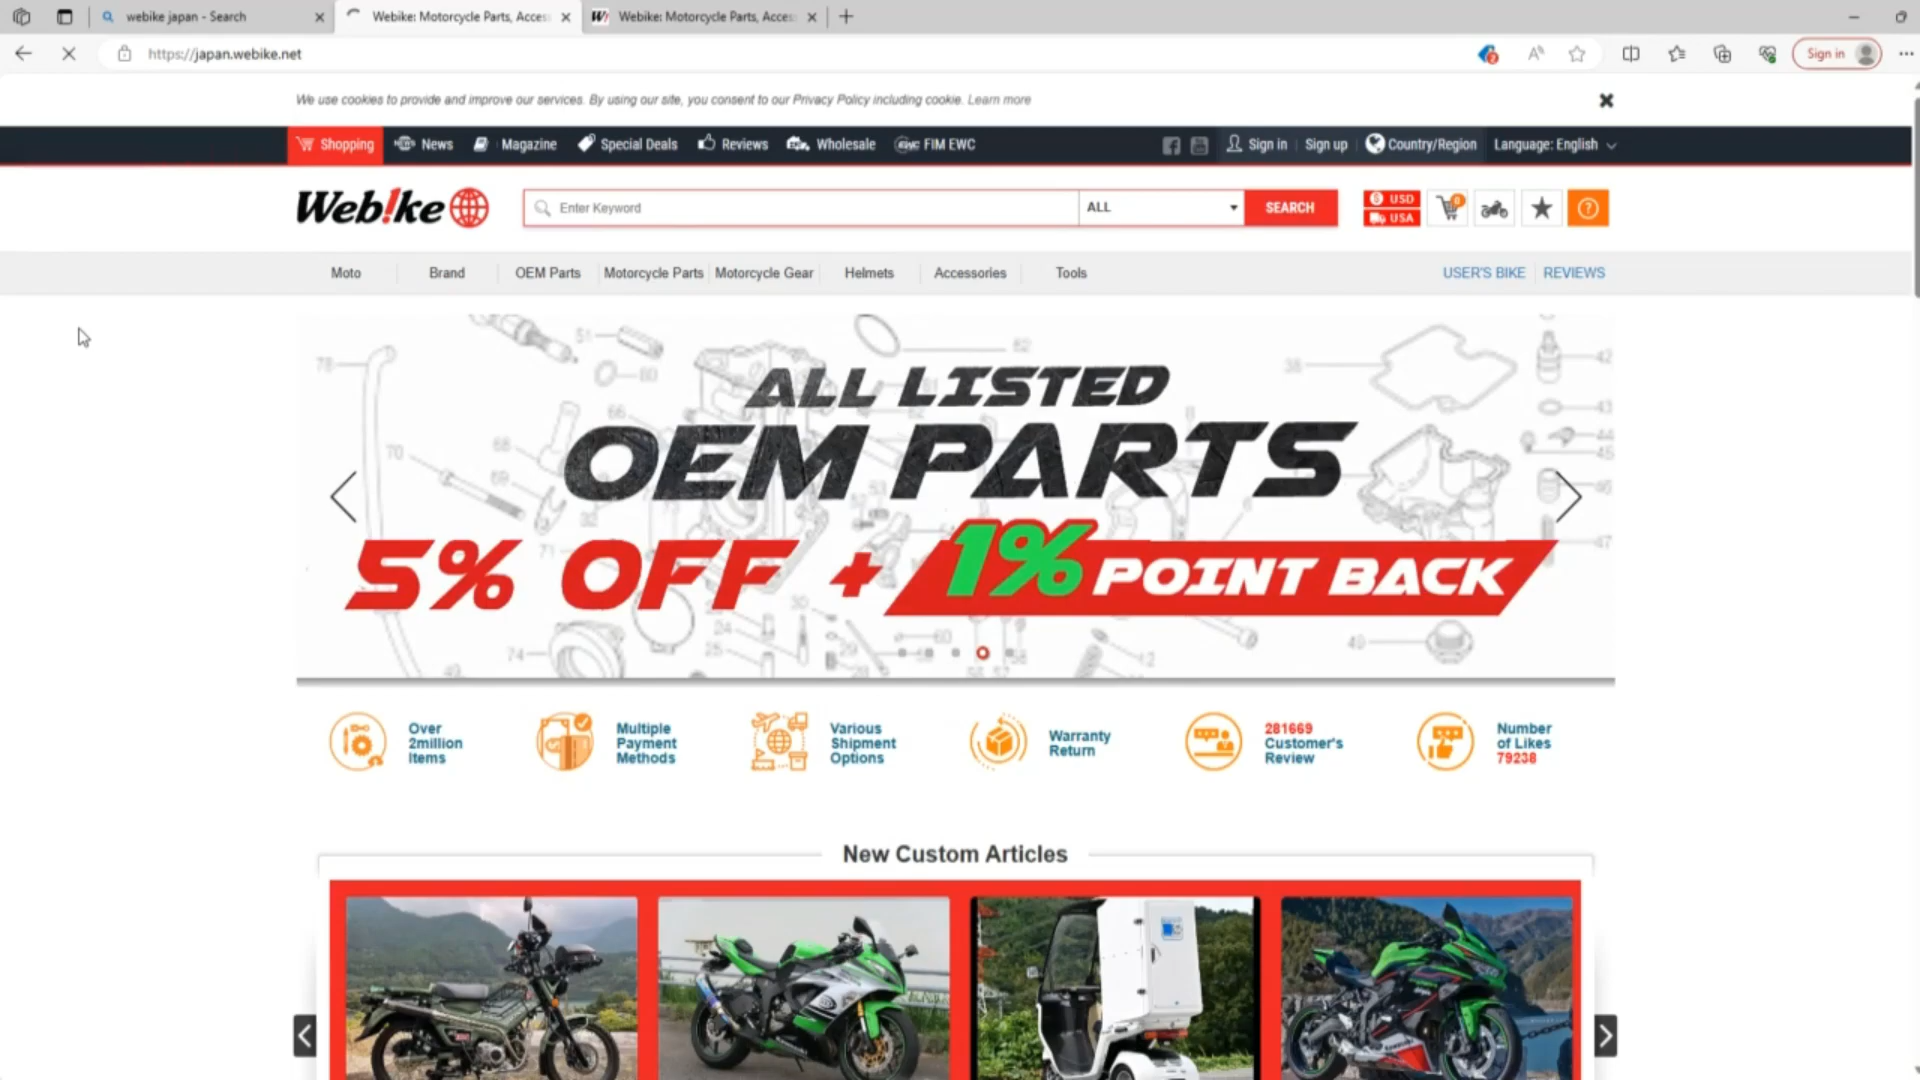 webike japan - Search
Webike: Motorcycle Parts, Acces
Webike: Motorcycle Parts, Acces
https://japan.webike.net
2
Sign in
We use cookies to provide and improve our services. By using our site, you consent to our Privacy Policy including cookie. Learn more
Shopping
News
Magazine
Special Deals
Reviews
Wholesale
EWC FIM EWC
Sign in
Sign up
Country/Region
Language: English
Web!ke
Enter Keyword
ALL
SEARCH
USD
USA
0
?
Moto
Brand
OEM Parts
Motorcycle Parts
Motorcycle Gear
Helmets
Accessories
Tools
USER'S BIKE
REVIEWS
ALL LISTED
OEM PARTS
5% OFF + 1% POINT BACK
Over
2million
Items
Multiple
Payment
Methods
Various
Shipment
Options
Warranty
Return
281669
Customer's
Review
Number
of Likes
79238
New Custom Articles